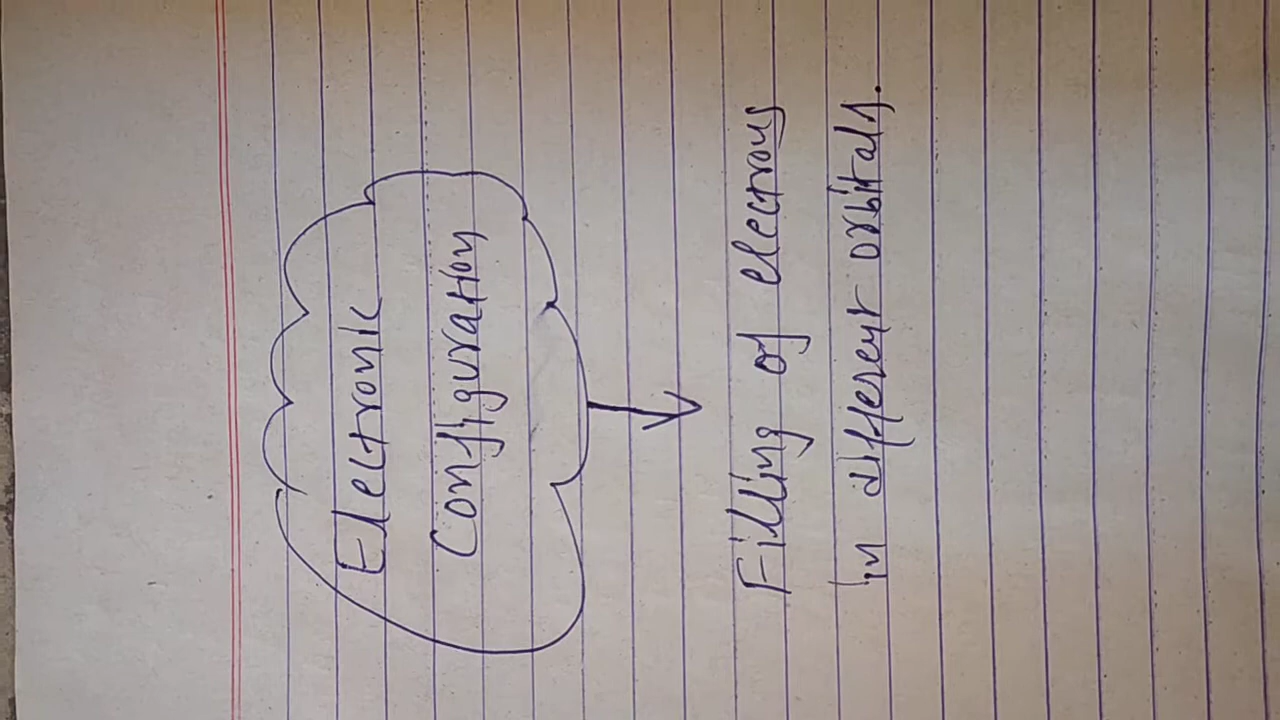 Electronic
Configuration
Filling of electrons
in different orbitals.